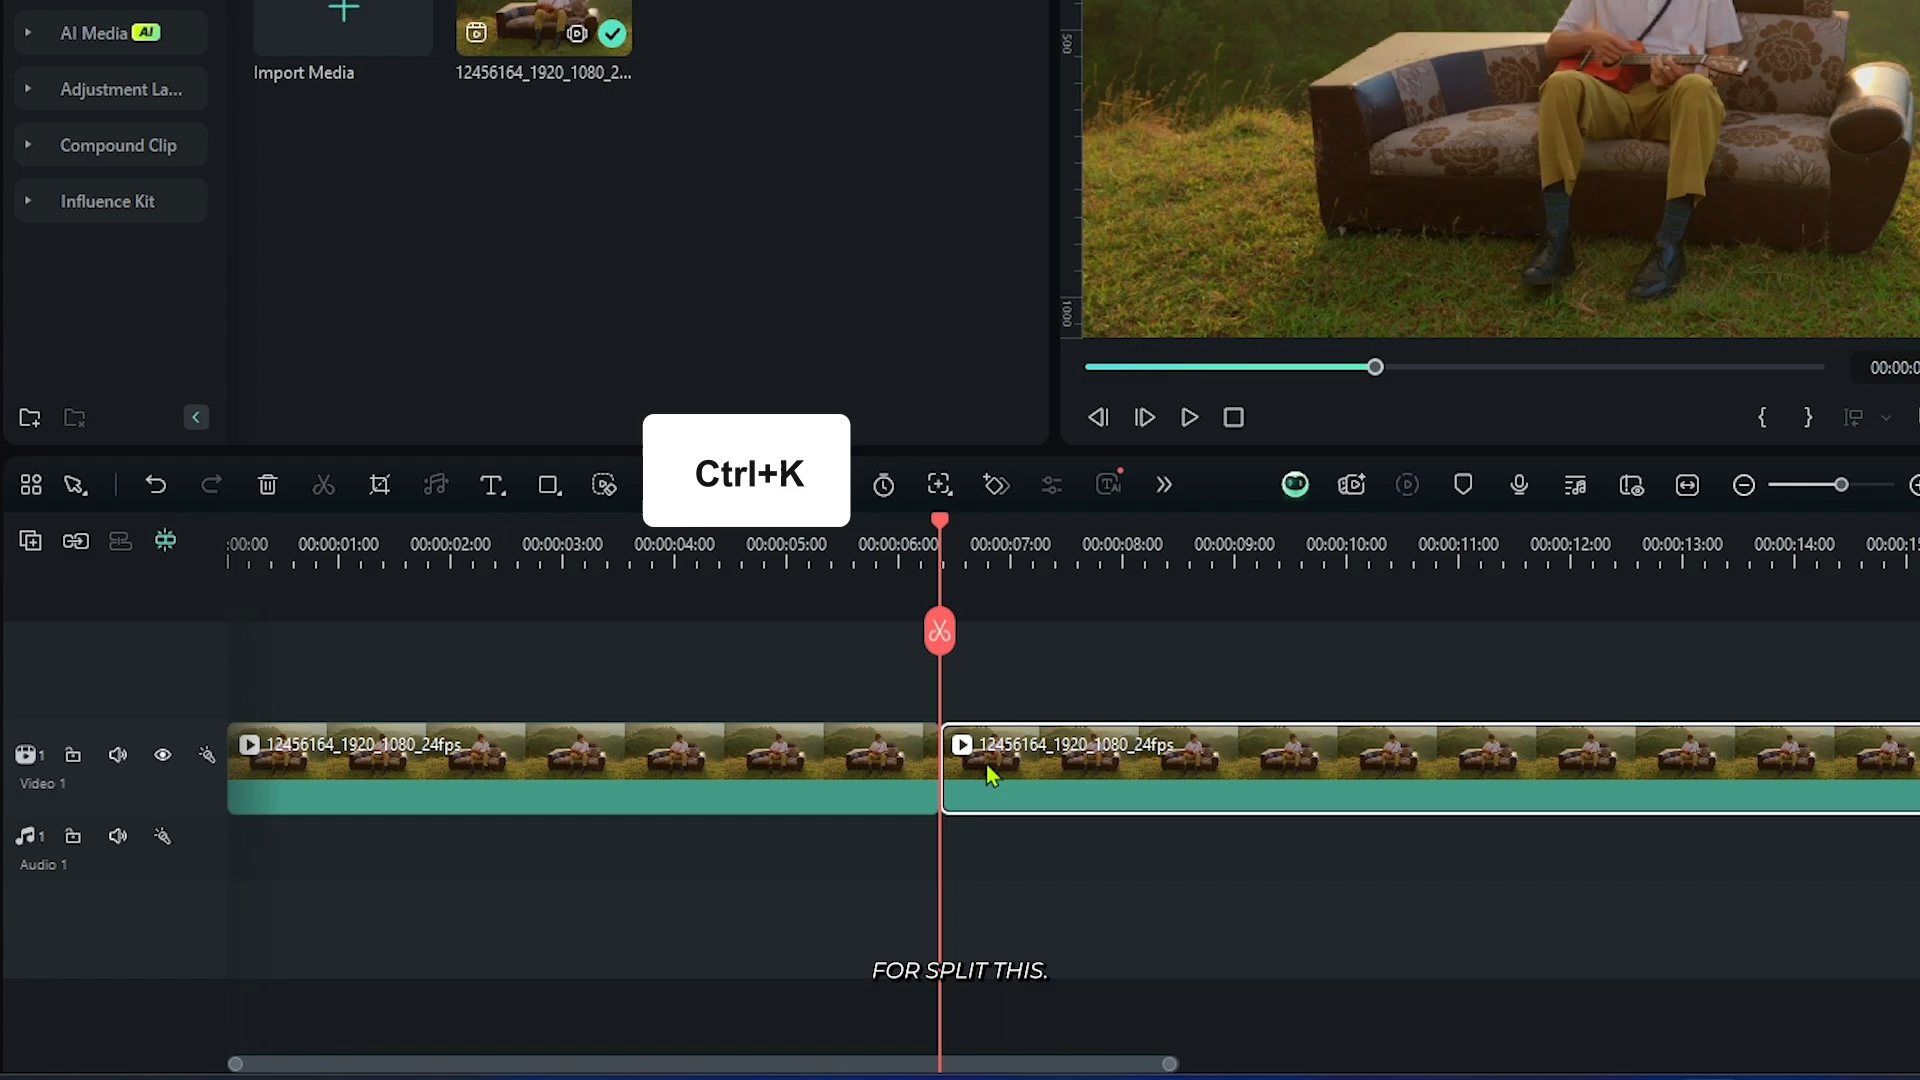 AI Media AI
Adjustment La...
Compound Clip
Influence Kit
Import Media
12456164_1920_1080_2...
500
1000
00:00:0
Ctrl+K
:00:00 00:00:01:00 00:00:02:00 00:00:03:00 00:00:04:00 00:00:05:00 00:00:06:00 00:00:07:00 00:00:08:00 00:00:09:00 00:00:10:00 00:00:11:00 00:00:12:00 00:00:13:00 00:00:14:00 00:00:15
12456164_1920_1080_24fps
12456164_1920_1080_24fps
1
Video 1
1
Audio 1
FOR SPLIT THIS.